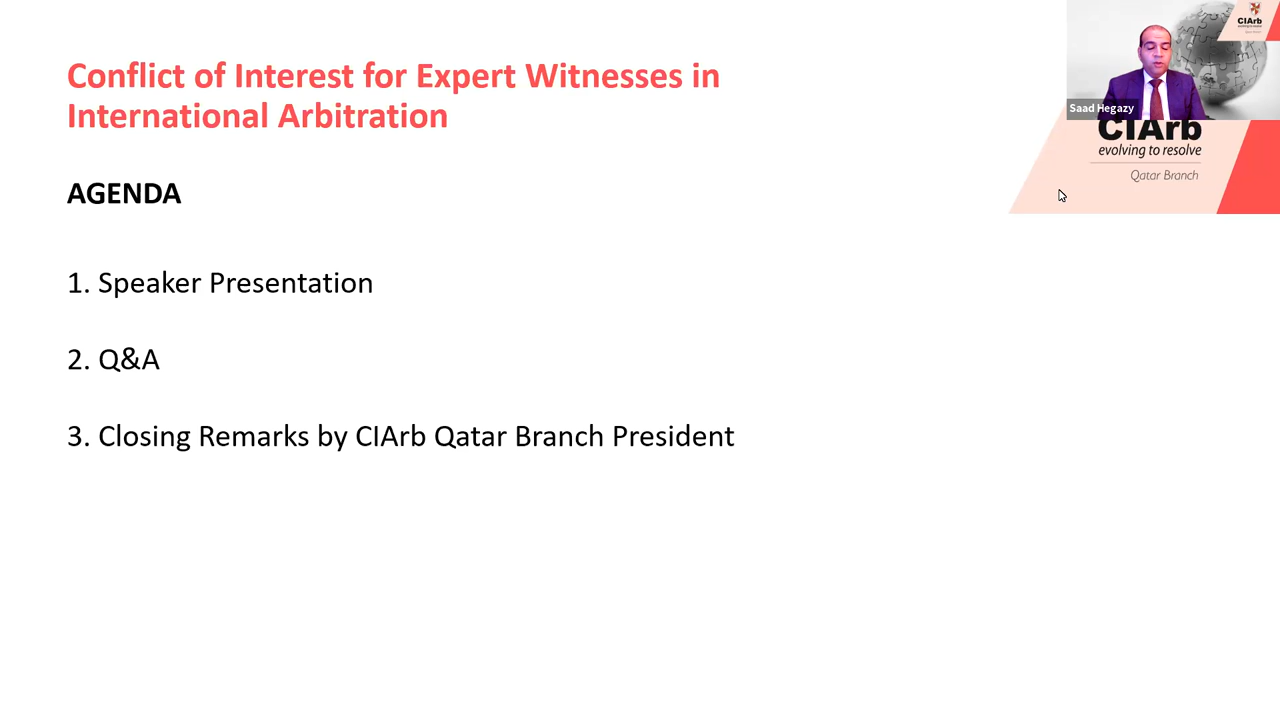 Conflict of Interest for Expert Witnesses in
International Arbitration
AGENDA
1. Speaker Presentation
2. Q&A
3. Closing Remarks by CIArb Qatar Branch President
CIArb
Saad Hegazy
CIArb
evolving to resolve
Qatar Branch